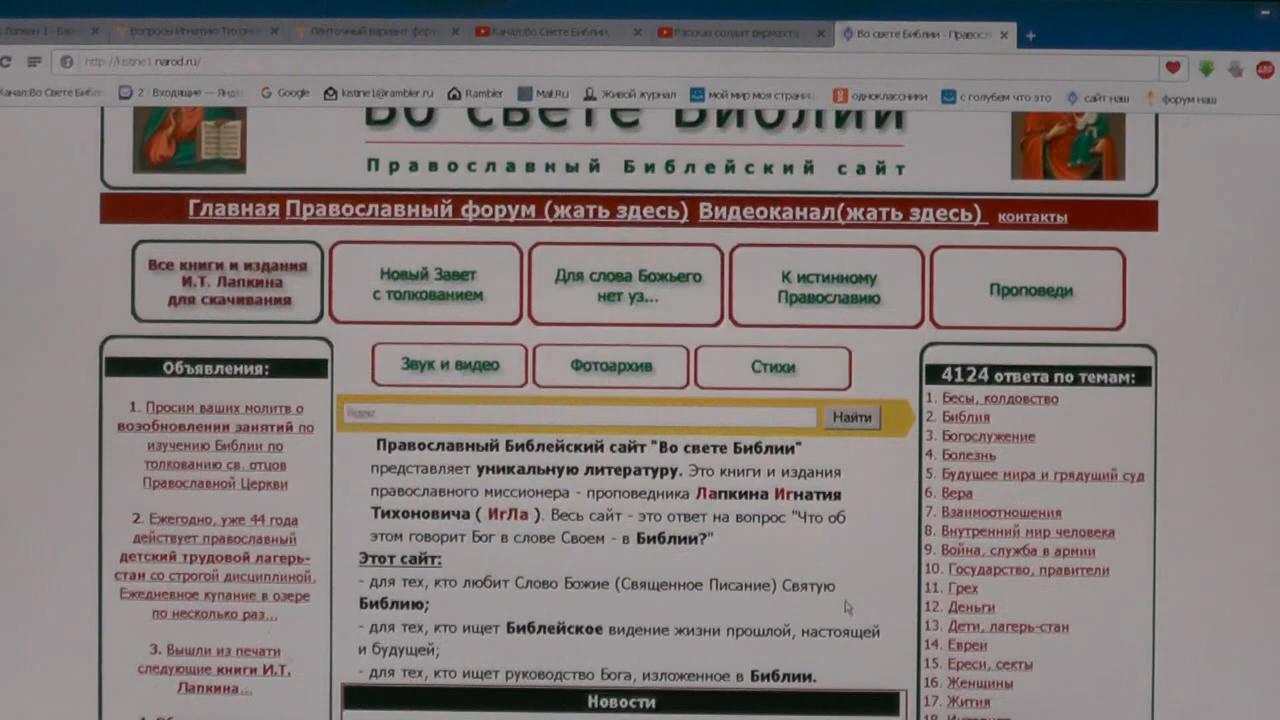 Вопросы Игнатию Тихоно
Ленточный вариант фору
Канал:Во Свете Библии
Во свете Библии - Правосл
http://kistine1.narod.ru/
Канал:Во Свете Библ
2 · Входящие — Янде
Google
kistine1@rambler.ru
Rambler
Mail.Ru
Живой журнал
мой мир моя страни
одноклассники
с голубем что это
сайт наш
форум наш
Во свете Библии
Православный Библейский сайт
Главная Православный форум (жать здесь) Видеоканал(жать здесь) контакты
Все книги и издания
И.Т. Лапкина
для скачивания
Новый Завет
с толкованием
Для слова Божьего
нет уз...
К истинному
Православию
Проповеди
Звук и видео
Фотоархив
Стихи
Объявления:
1. Просим ваших молитв о
возобновлении занятий по
изучению Библии по
толкованию св. отцов
Православной Церкви
2. Ежегодно, уже 44 года
действует православный
детский трудовой лагерь-
стан со строгой дисциплиной.
Ежедневное купание в озере
по несколько раз...
3. Вышли из печати
следующие книги И.Т.
Лапкина...
Яндекс
Найти
Православный Библейский сайт "Во свете Библии"
представляет уникальную литературу. Это книги и издания
православного миссионера - проповедника Лапкина Игнатия
Тихоновича ( ИгЛа ). Весь сайт - это ответ на вопрос "Что об
этом говорит Бог в слове Своем - в Библии?"
Этот сайт:
- для тех, кто любит Слово Божие (Священное Писание) Святую
Библию;
- для тех, кто ищет Библейское видение жизни прошлой, настоящей
и будущей;
- для тех, кто ищет руководство Бога, изложенное в Библии.
Новости
4124 ответа по темам:
1. Бесы, колдовство
2. Библия
3. Богослужение
4. Болезнь
5. Будущее мира и грядущий суд
6. Вера
7. Взаимоотношения
8. Внутренний мир человека
9. Война, служба в армии
10. Государство, правители
11. Грех
12. Деньги
13. Дети, лагерь-стан
14. Евреи
15. Ереси, секты
16. Женщины
17. Жития